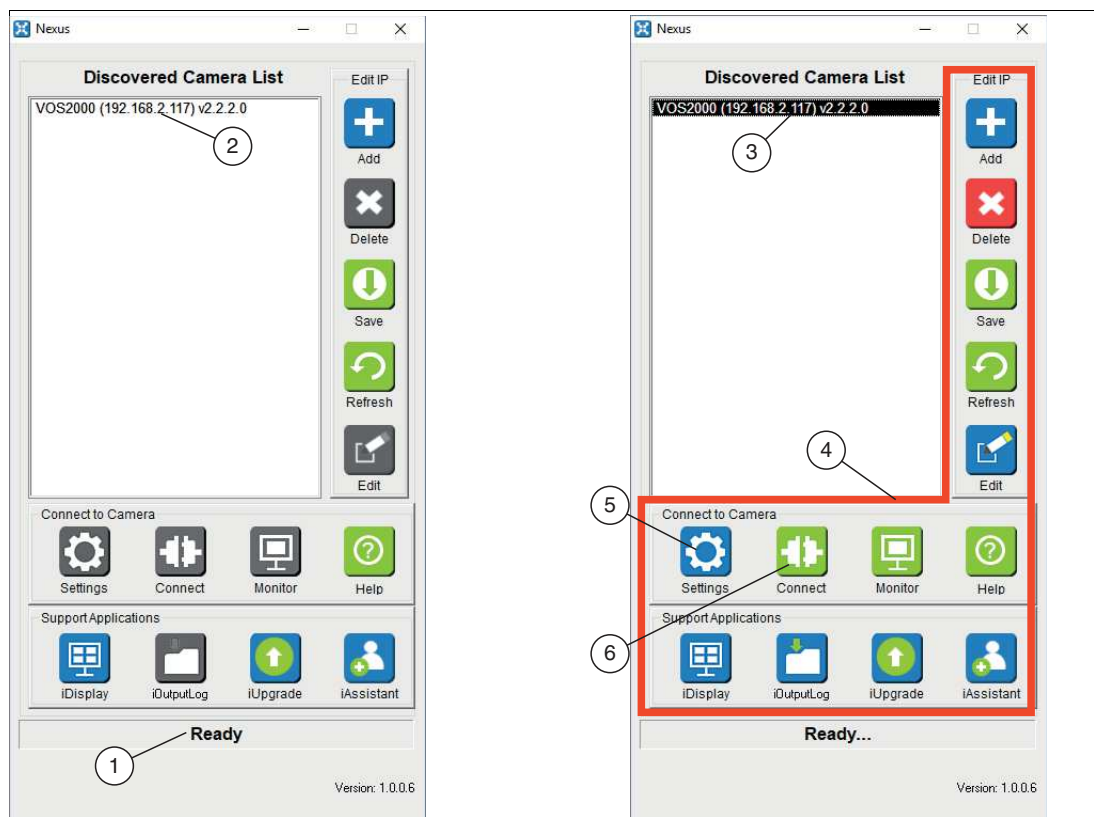 Nexus
Discovered Camera List
Edit IP
VOS2000 (192.168.2.117) v2.2.2.0
2
Add
Delete
Save
Refresh
Edit
Connect to Camera
Settings
Connect
Monitor
Help
Support Applications
iDisplay
iOutputLog
iUpgrade
iAssistant
Ready
1
Version: 1.0.0.6
Nexus
Discovered Camera List
Edit IP
VOS2000 (192.168.2.117) v2.2.2.0
3
Add
Delete
Save
Refresh
4
Edit
5
Connect to Camera
Settings
Connect
Monitor
Help
6
Support Applications
iDisplay
iOutputLog
iUpgrade
iAssistant
Ready...
Version: 1.0.0.6